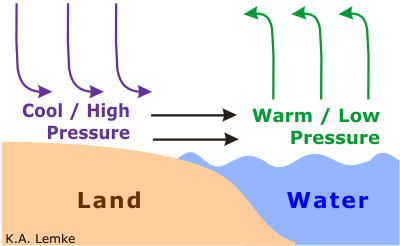 Cool / High
Pressure
Warm / Low
Pressure
Land
Water
K.A. Lemke